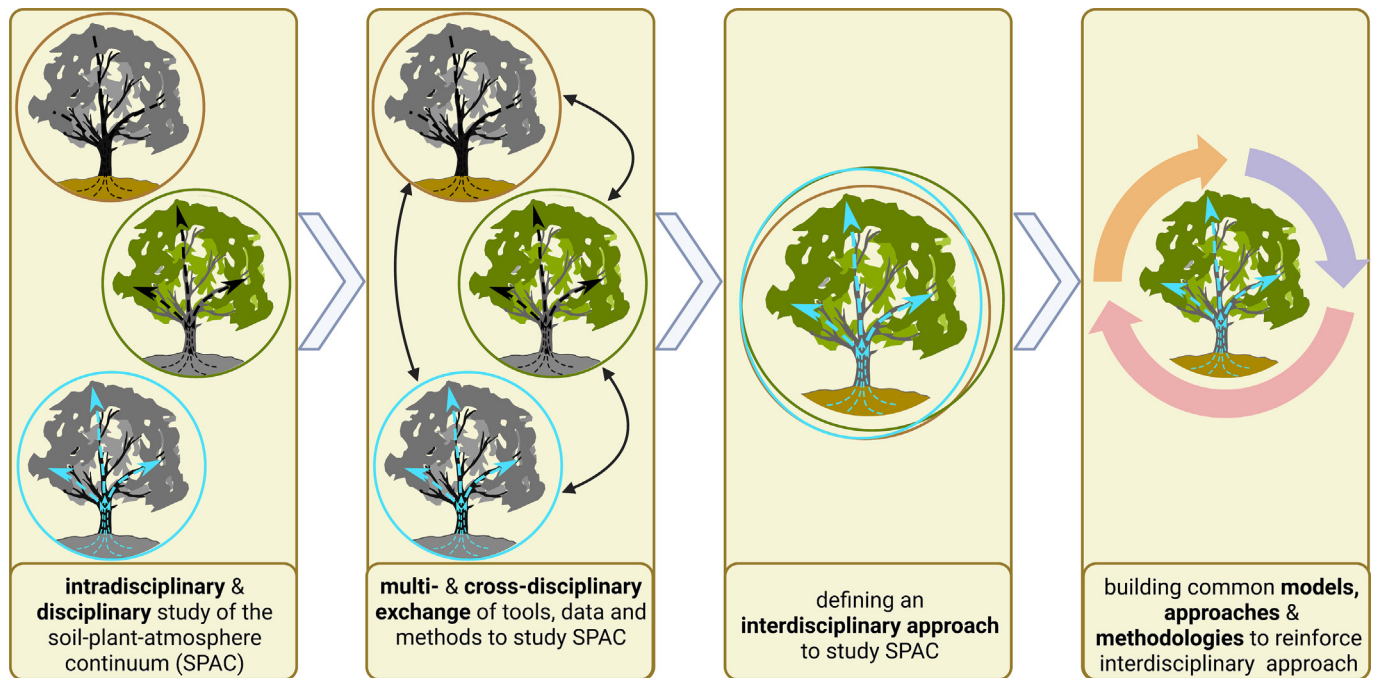 intradisciplinary &
disciplinary study of the
soil-plant-atmosphere
continuum (SPAC)
multi- & cross-disciplinary
exchange of tools, data and
methods to study SPAC
defining an
interdisciplinary approach
to study SPAC
building common models,
approaches &
methodologies to reinforce
interdisciplinary approach